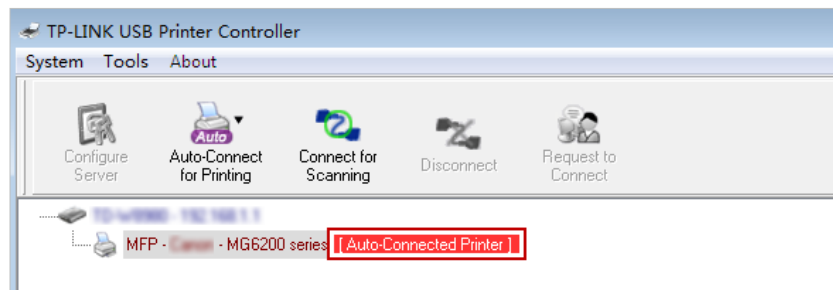 TP-LINK USB Printer Controller
System Tools About
Auto
Configure Server
Auto-Connect for Printing
Connect for Scanning
Disconnect
Request to Connect
MFP - - MG6200 series [ Auto-Connected Printer ]